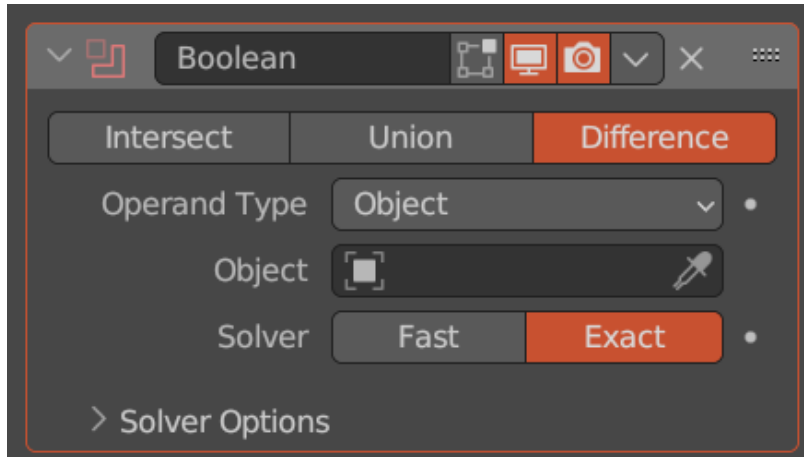 Boolean
Intersect Union Difference
Operand Type Object
Object
Solver Fast Exact
Solver Options